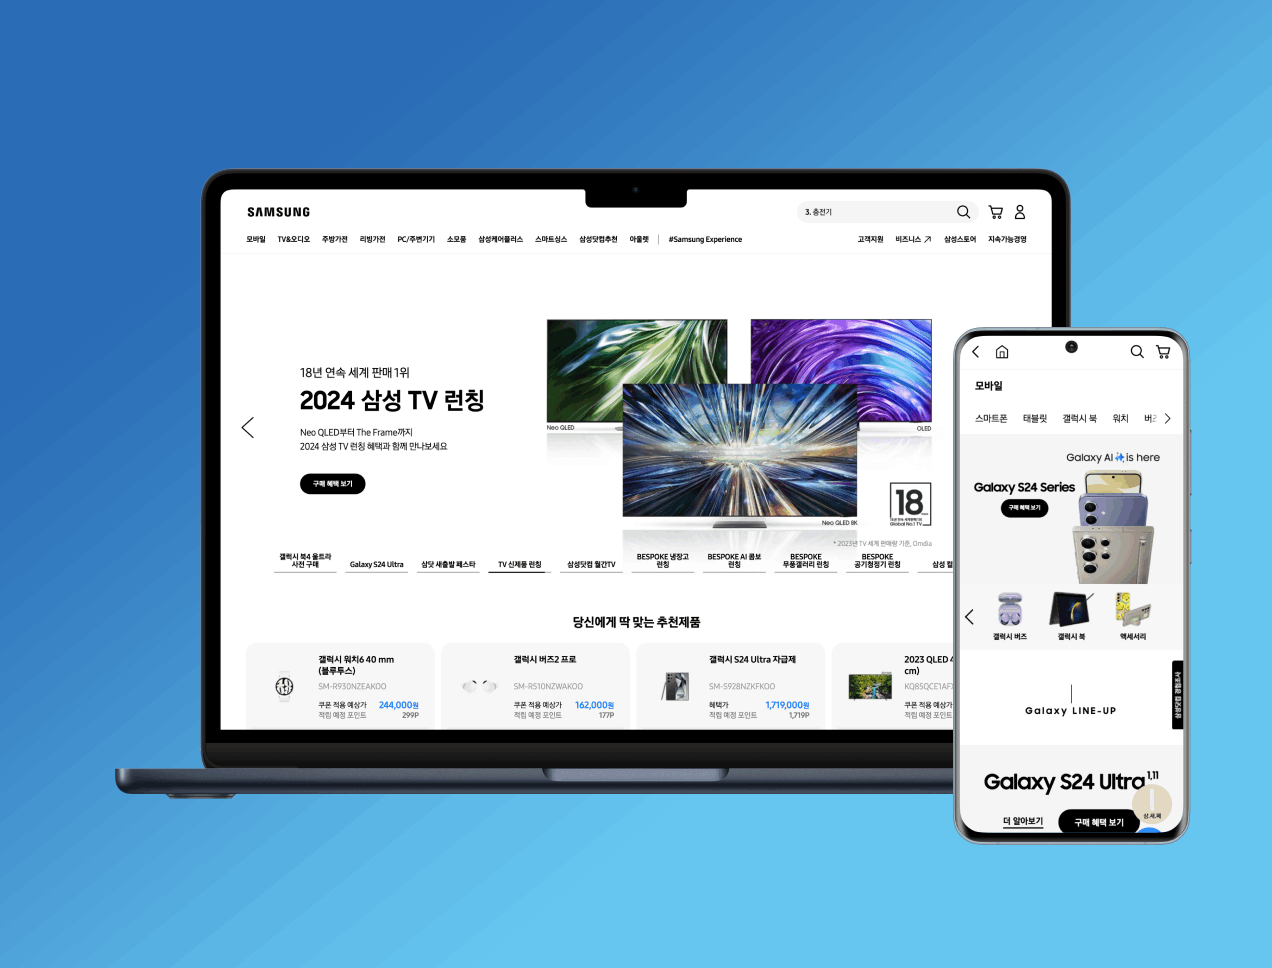 SAMSUNG
3. 충전기
모바일 TV&오디오 주방가전 리빙가전 PC/주변기기 소모품 삼성케어플러스 스마트싱스 삼성닷컴추천 아울렛 #Samsung Experience 고객지원 비즈니스 삼성스토어 지속가능경영
18년 연속 세계 판매 1위
2024 삼성 TV 런칭
Neo QLED부터 The Frame까지
2024 삼성 TV 런칭 혜택과 함께 만나보세요
구매 혜택 보기
Neo QLED
OLED
Neo QLED 8K
18
Global No.1 TV
* 2023년 TV 세계 판매량 기준, Omdia
갤럭시 북4 울트라
사전 구매
Galaxy S24 Ultra
삼닷 새출발 페스타
TV 신제품 런칭
삼성닷컴 월간TV
BESPOKE 냉장고
런칭
BESPOKE AI 콤보
런칭
BESPOKE
무풍갤러리 런칭
BESPOKE
공기청정기 런칭
삼성
당신에게 딱 맞는 추천제품
갤럭시 워치6 40 mm
(블루투스)
SM-R930NZEAKOO
쿠폰 적용 예상가 244,000원
적립 예정 포인트 299P
갤럭시 버즈2 프로
SM-R510NZWAKOO
쿠폰 적용 예상가 162,000원
적립 예정 포인트 177P
갤럭시 S24 Ultra 자급제
SM-S928NZKFKOO
혜택가 1,719,000원
적립 예정 포인트 1,719P
2023 QLED 4
cm)
KQ85QCE1AFX
쿠폰 적용 예상가
적립 예정 포인트
모바일
스마트폰 태블릿 갤럭시 북 워치
Galaxy AI is here
Galaxy S24 Series
구매 혜택 보기
갤럭시 버즈 갤럭시 북 액세서리
Galaxy LINE-UP
Galaxy S24 Ultra 1,11
더 알아보기
구매 혜택 보기